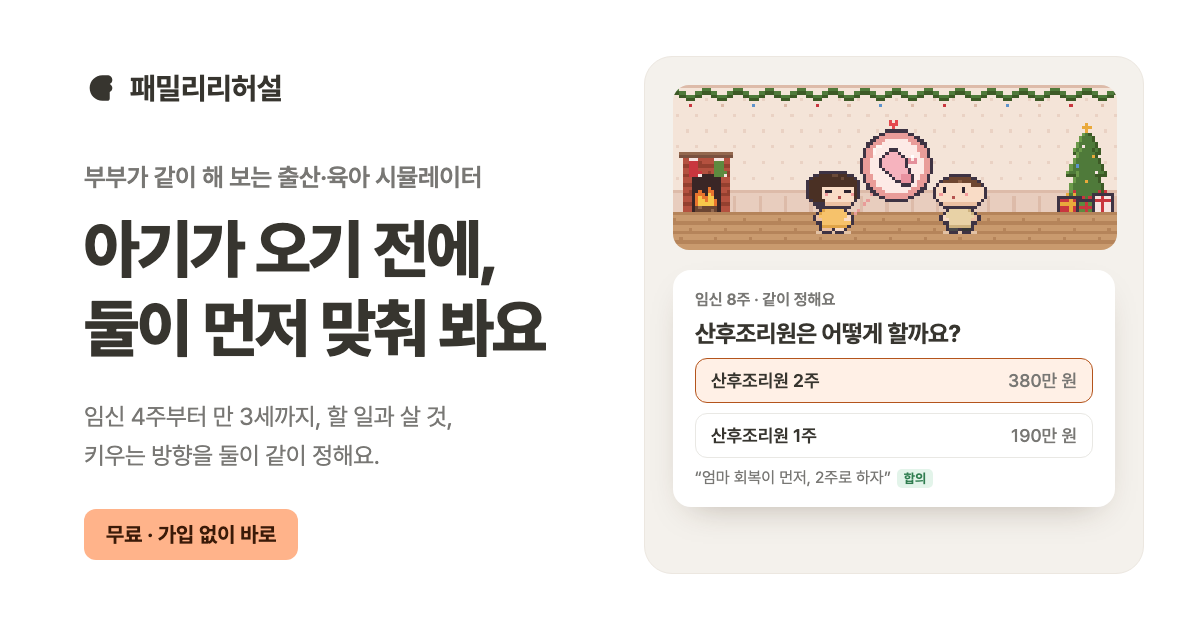 패밀리리허설
부부가 같이 해 보는 출산·육아 시뮬레이터
아기가 오기 전에,
둘이 먼저 맞춰 봐요
임신 4주부터 만 3세까지, 할 일과 살 것,
키우는 방향을 둘이 같이 정해요.
무료 · 가입 없이 바로
임신 8주 · 같이 정해요
산후조리원은 어떻게 할까요?
산후조리원 2주 380만 원
산후조리원 1주 190만 원
“엄마 회복이 먼저, 2주로 하자” 합의